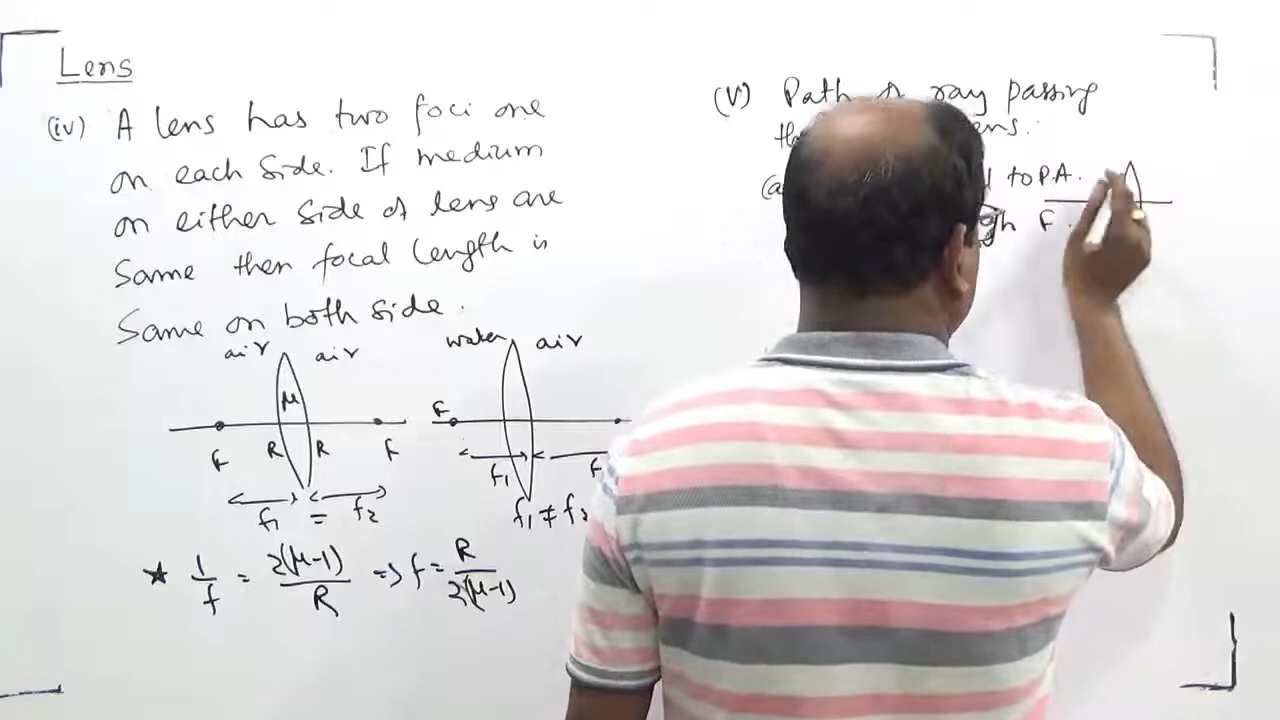 Lens
(iv) A lens has two foci one
on each side. If medium
on either side of lens are
Same then focal length is
Same on both side.
air air
μ
F R R F
f1 = f2
water air
F
f1 F
f1 ≠ f2
★ 1/f = 2(μ-1)/R => f = R/2(μ-1)
(V) Path of ray passing
(a to P.A.
F.